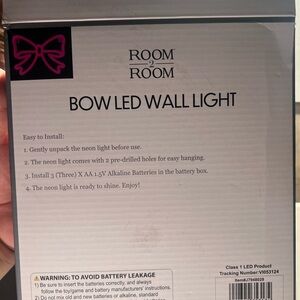 ROOM
2
ROOM
BOW LED WALL LIGHT
Easy to Install:
1. Gently unpack the neon light before use.
2. The neon light comes with 2 pre-drilled holes for easy hanging.
3. Install 3 (Three) X AA 1.5V Alkaline Batteries in the battery box.
4. The neon light is ready to shine. Enjoy!
Class 1 LED Product
Tracking Number:VI053124
⚠WARNING: TO AVOID BATTERY LEAKAGE
1) Be sure to insert the batteries correctly, and always
follow the toy/game and battery manufacturers' instructions.
2) Do not mix old and new batteries or alkaline, standard